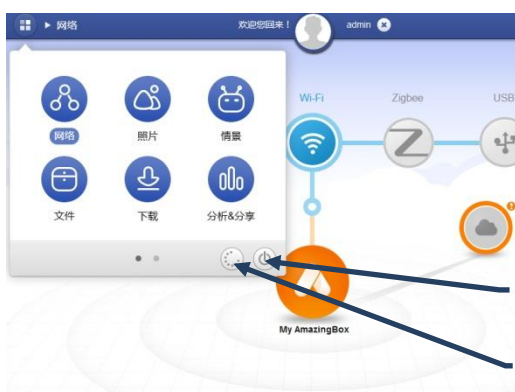 ▸ 网络 欢迎您回来！ admin
Wi-Fi Zigbee USB
网络 照片 情景
文件 下载 分析&分享
My AmazingBox